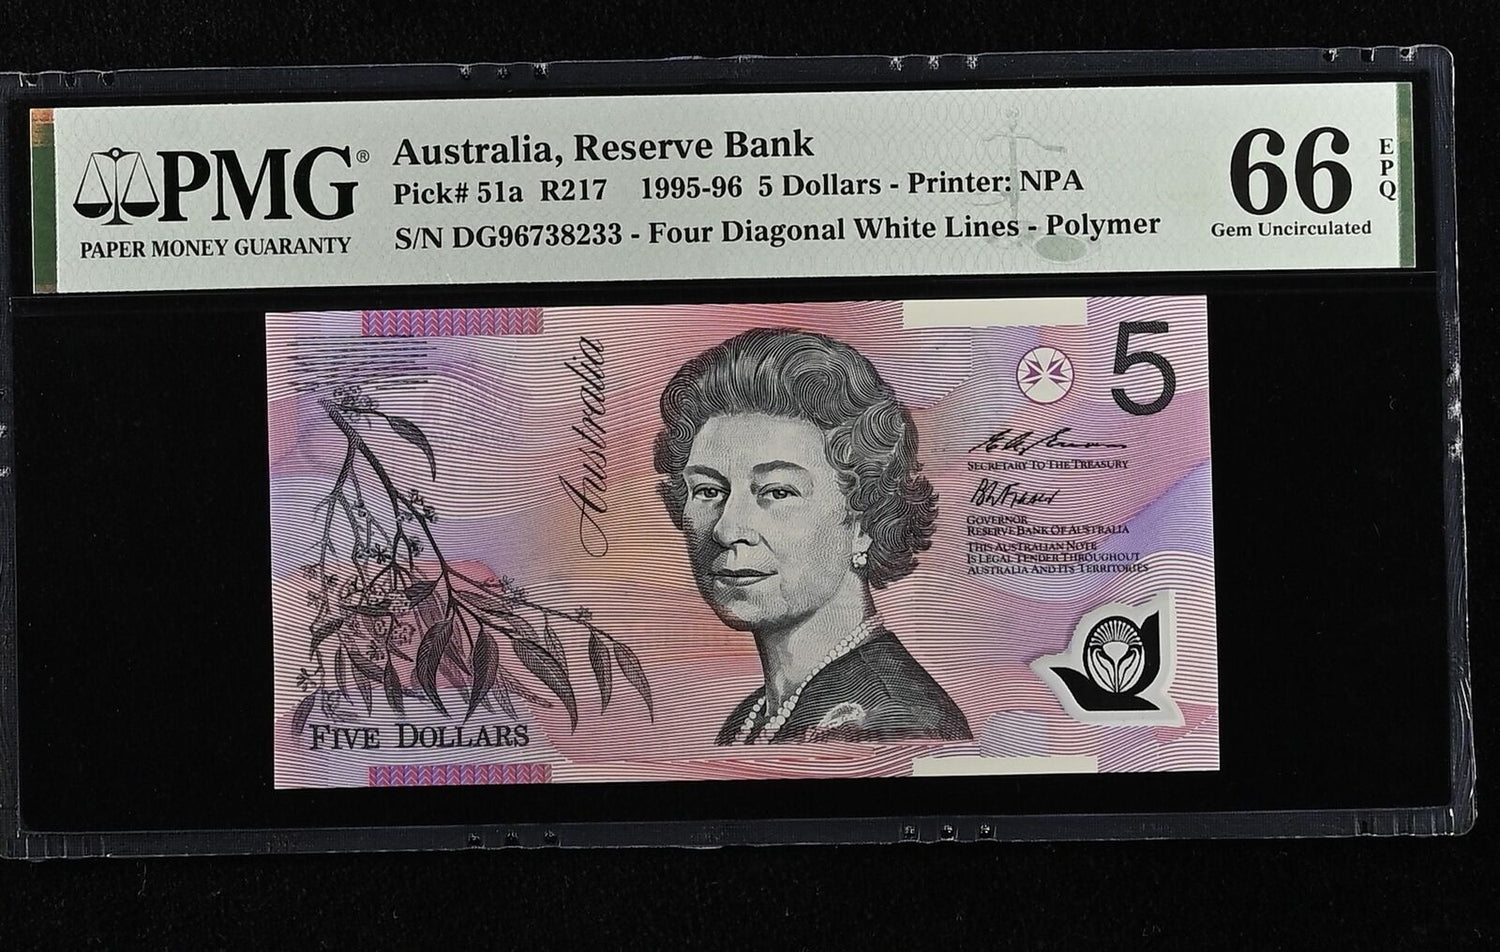 PMG®
PAPER MONEY GUARANTY
Australia, Reserve Bank
Pick# 51a R217 1995-96 5 Dollars - Printer: NPA
S/N DG96738233 - Four Diagonal White Lines - Polymer
66
EPQ
Gem Uncirculated
Australia
5
SECRETARY TO THE TREASURY
GOVERNOR
RESERVE BANK OF AUSTRALIA
THIS AUSTRALIAN NOTE
IS LEGAL TENDER THROUGHOUT
AUSTRALIA AND ITS TERRITORIES
FIVE DOLLARS